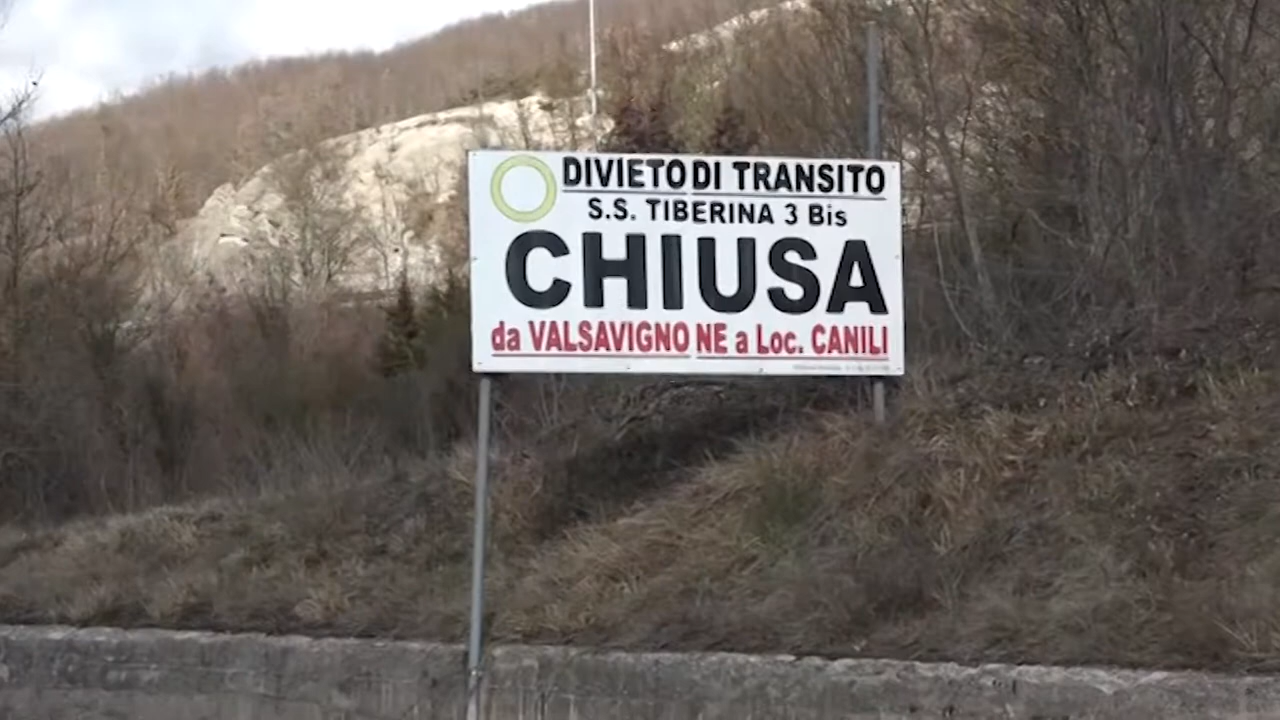 DIVIETO DI TRANSITO
S.S. TIBERINA 3 Bis
CHIUSA
da VALSAVIGNONE a Loc. CANILI